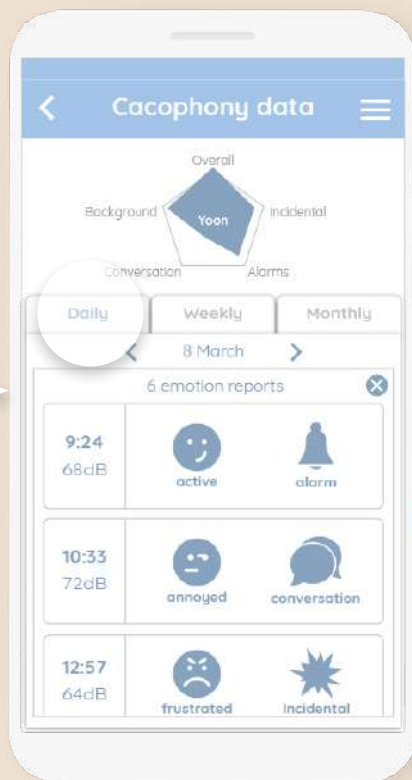 Cacophony data
Overall
Background
Yoon
Incidental
Conversation
Alarms
Daily
Weekly
Monthly
8 March
6 emotion reports
9:24
68dB
active
alarm
10:33
72dB
annoyed
conversation
12:57
64dB
frustrated
Incidental